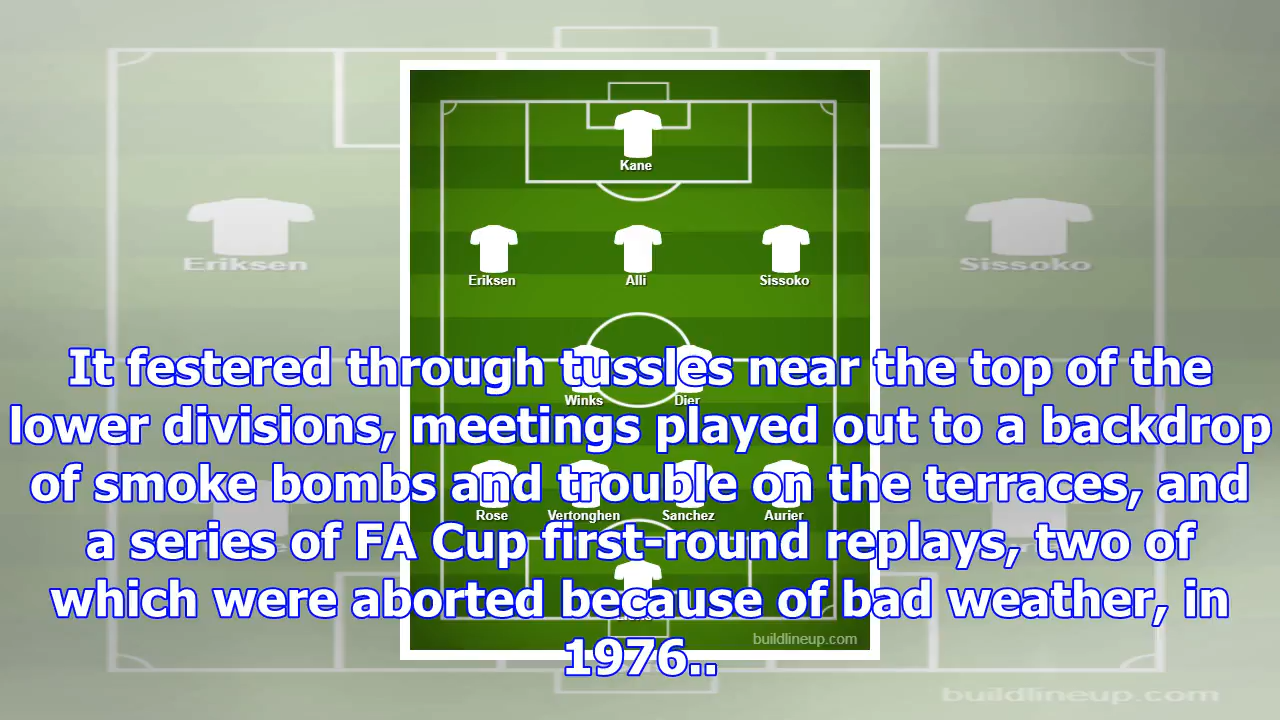 Kane
Eriksen
Sissoko
Eriksen
Alli
Sissoko
It festered through tussles near the top of the
Winks
Dier
lower divisions, meetings played out to a backdrop
of smoke bombs and trouble on the terraces, and
Rose
Vertonghen
Sanchez
Aurier
a series of FA Cup first-round replays, two of
which were aborted because of bad weather, in
buildlineup.com
1976..
buildlineup.com